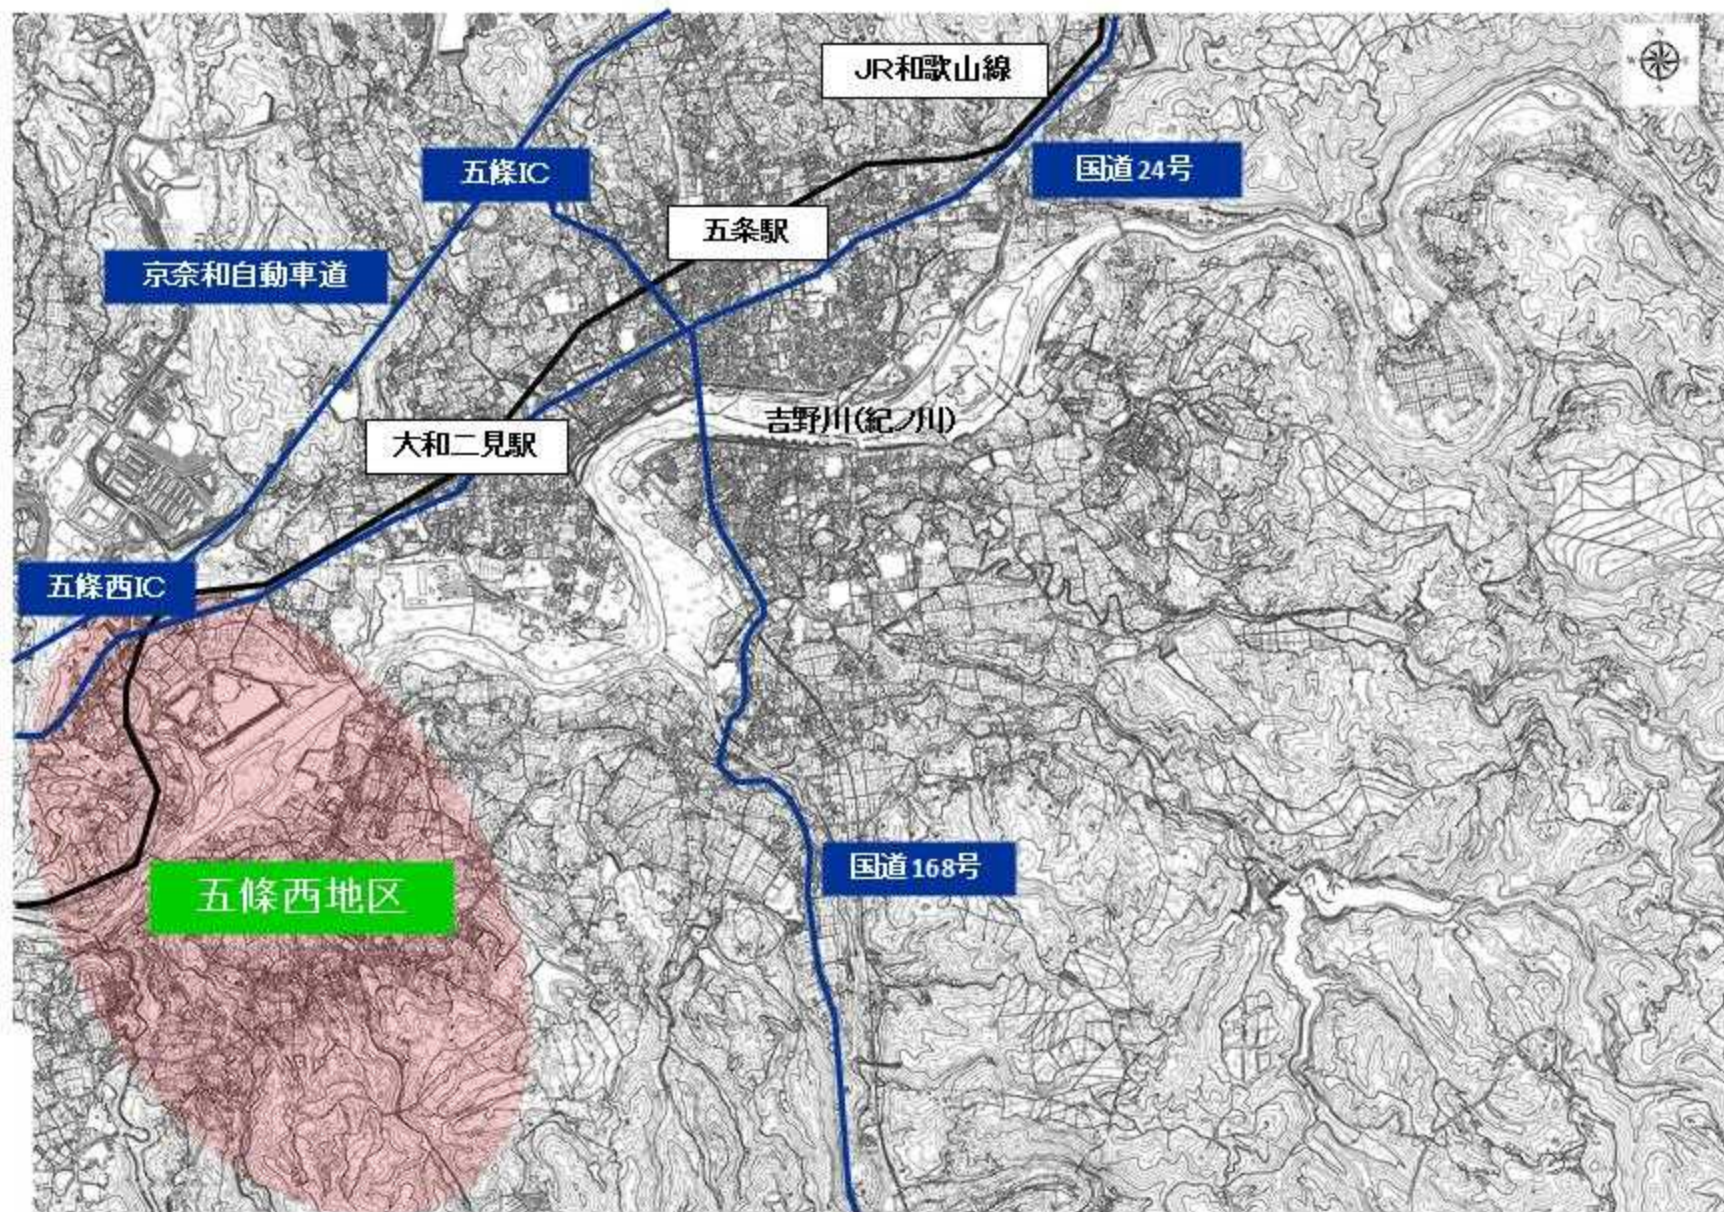 JR和歌山線
五條IC
国道24号
五条駅
京奈和自動車道
吉野川(紀ノ川)
大和二見駅
五條西IC
国道168号
五條西地区